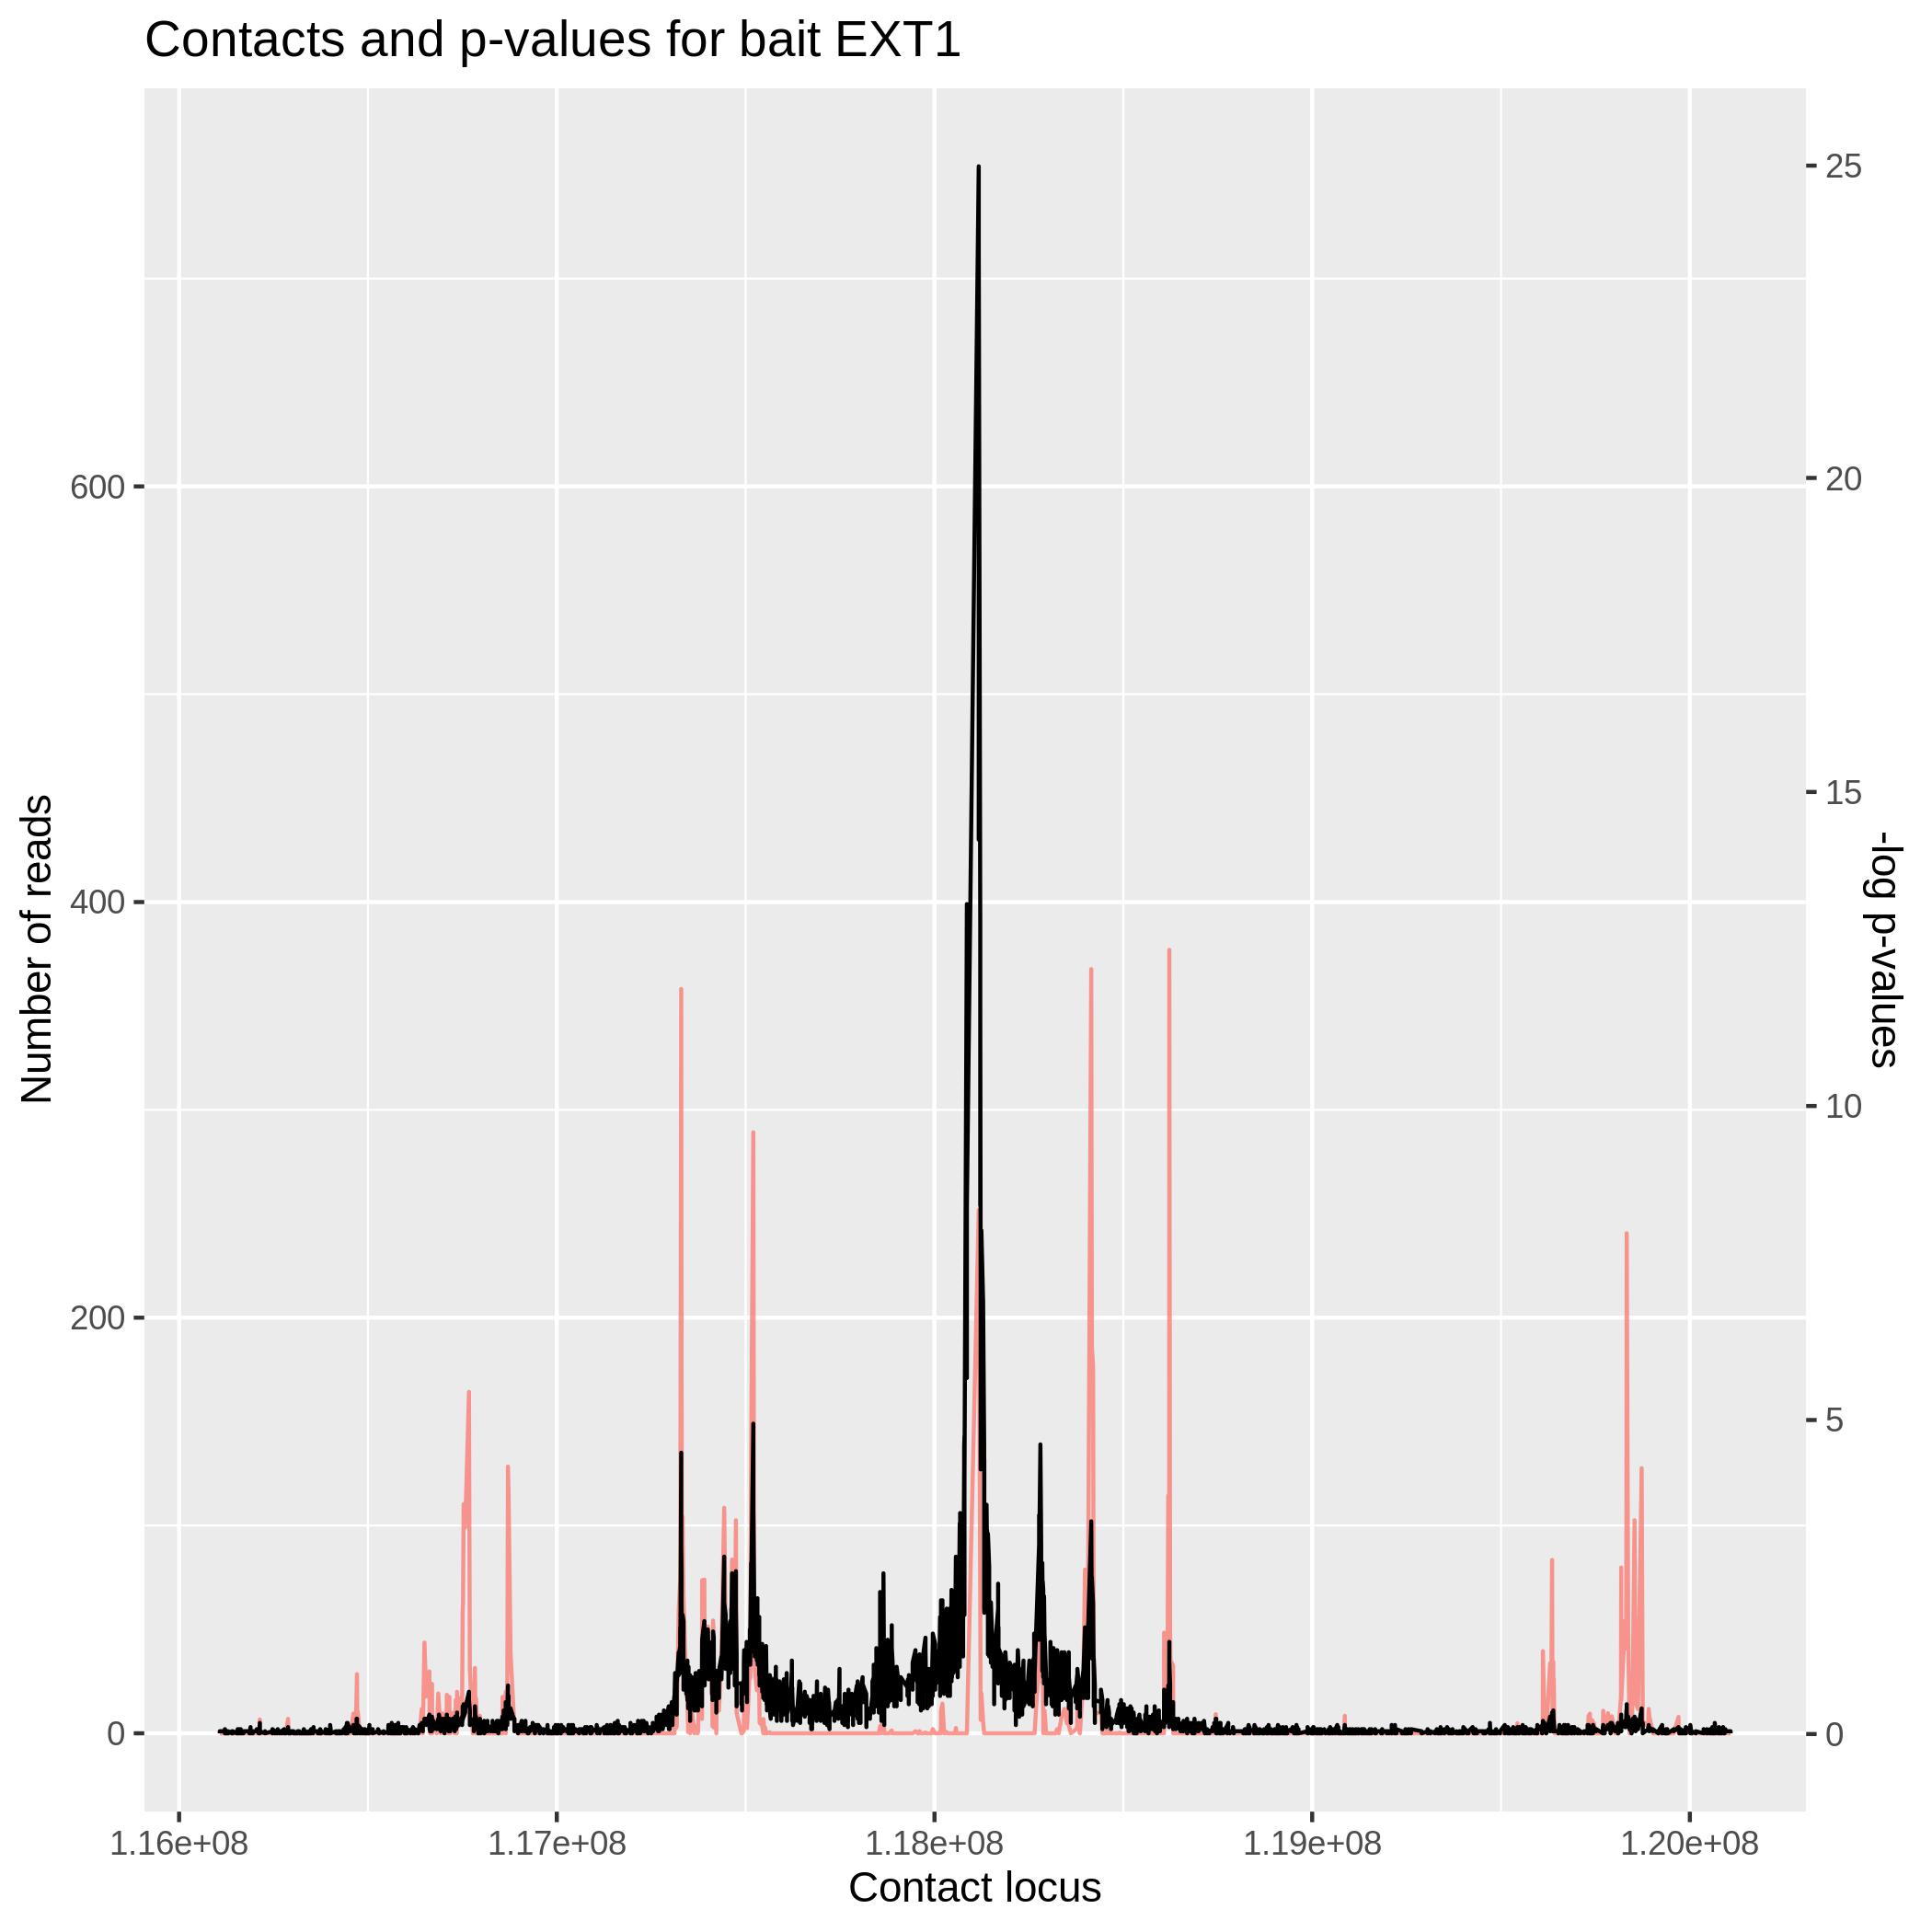 Contacts and p-values for bait EXT1
Number of reads
600
400
200
0
25
20
15
10
5
0
-log p-values
1.16e+08 1.17e+08 1.18e+08 1.19e+08 1.20e+08
Contact locus